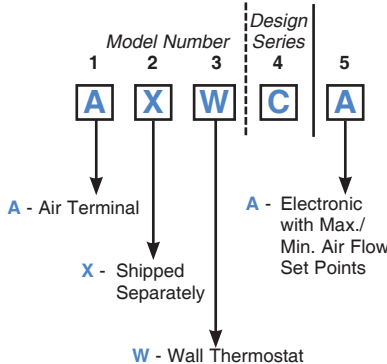 Design
Model Number Series
1 2 3 4 5
A X W C A
A - Air Terminal
A - Electronic
with Max./
Min. Air Flow
Set Points
X - Shipped
Separately
W - Wall Thermostat